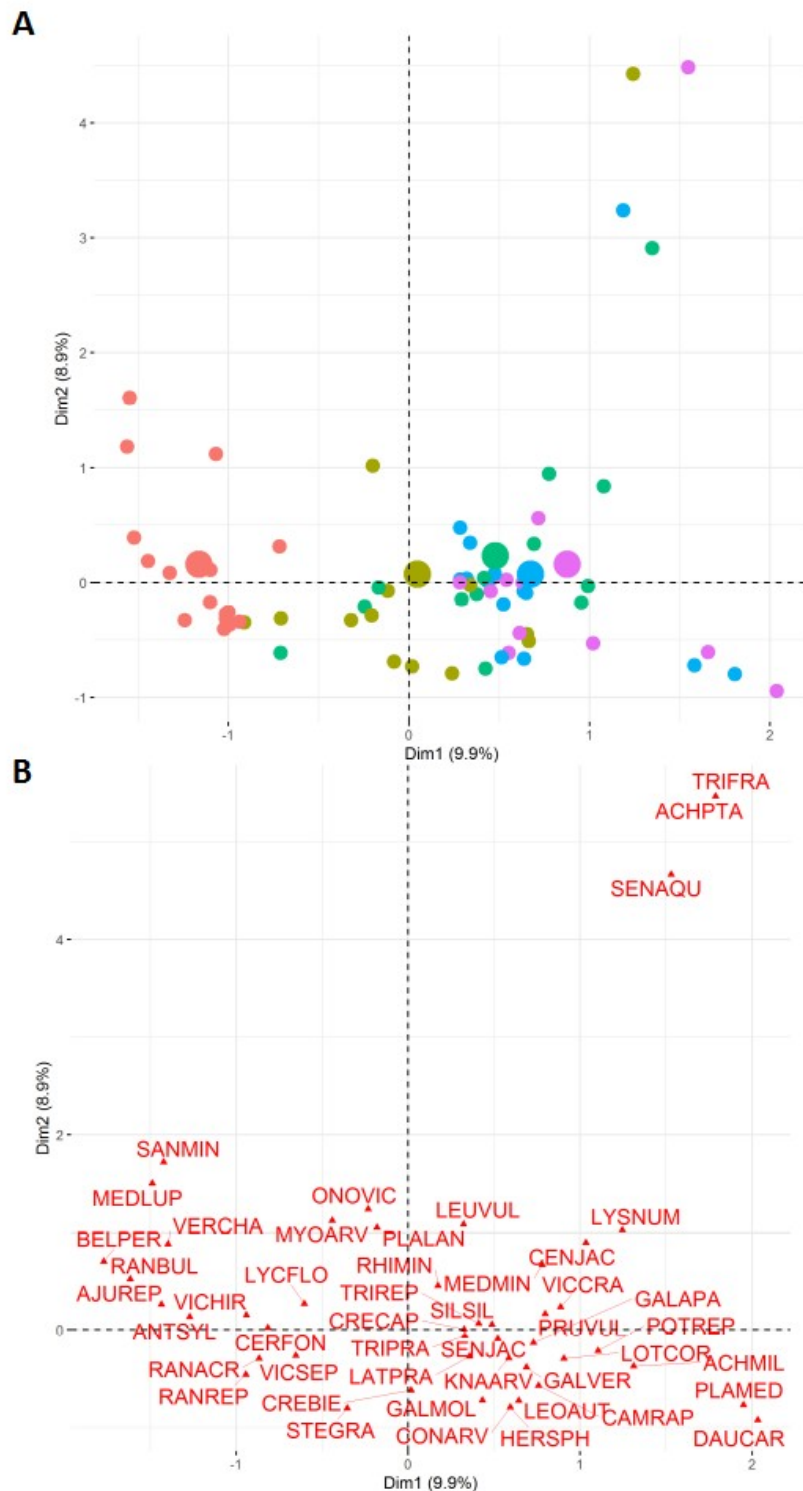 A
4
3
2
1
0
-1
Dim2 (8.9%)
-1 0 1 2
Dim1 (9.9%)
B
TRIFRA
ACHPTA
SENAQU
4
2
0
Dim2 (8.9%)
SANMIN
MEDLUP
ONOVIC
LEUVUL
LYSNUM
BELPER VERCHA
MYOARV PLALAN
RANBUL
RHIMIN
CENJAC
AJUREP
LYCFLO
TRIREP
MEDMIN
VICCRA
VICHIR
SILSIL
GALAPA
ANTSYL
CRECAP
PRUVUL
POTREP
CERFON
TRIPRA
SENJAC
LOTCOR
RANACR
VICSEP
LATPRA
KNAARV
GALVER
ACHMIL
RANREP
CREBIE
GALMOL
LEOAUT
CAMRAP
PLAMED
STEGRA
CONARV
HERSPH
DAUCAR
-1 0 1 2
Dim1 (9.9%)